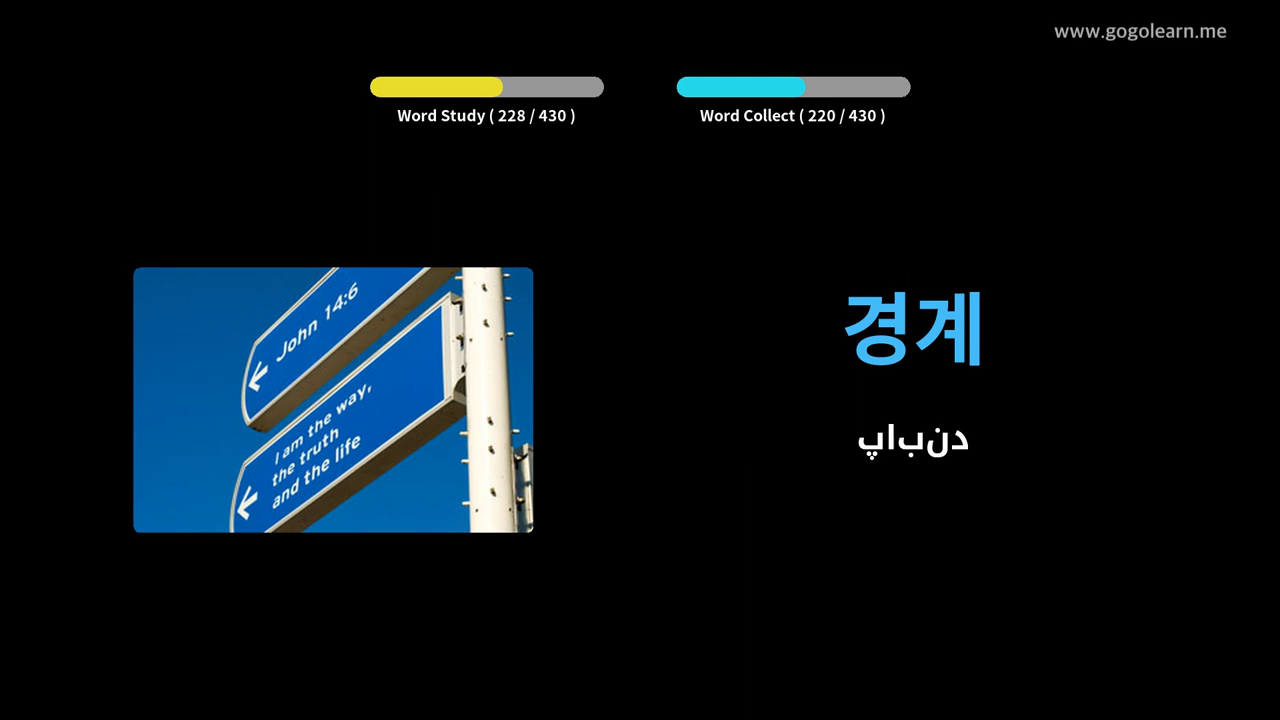 www.gogolearn.me
Word Study ( 228 / 430 )
Word Collect ( 220 / 430 )
John 14:6
I am the way,
the truth
and the life
경계
دنباپ